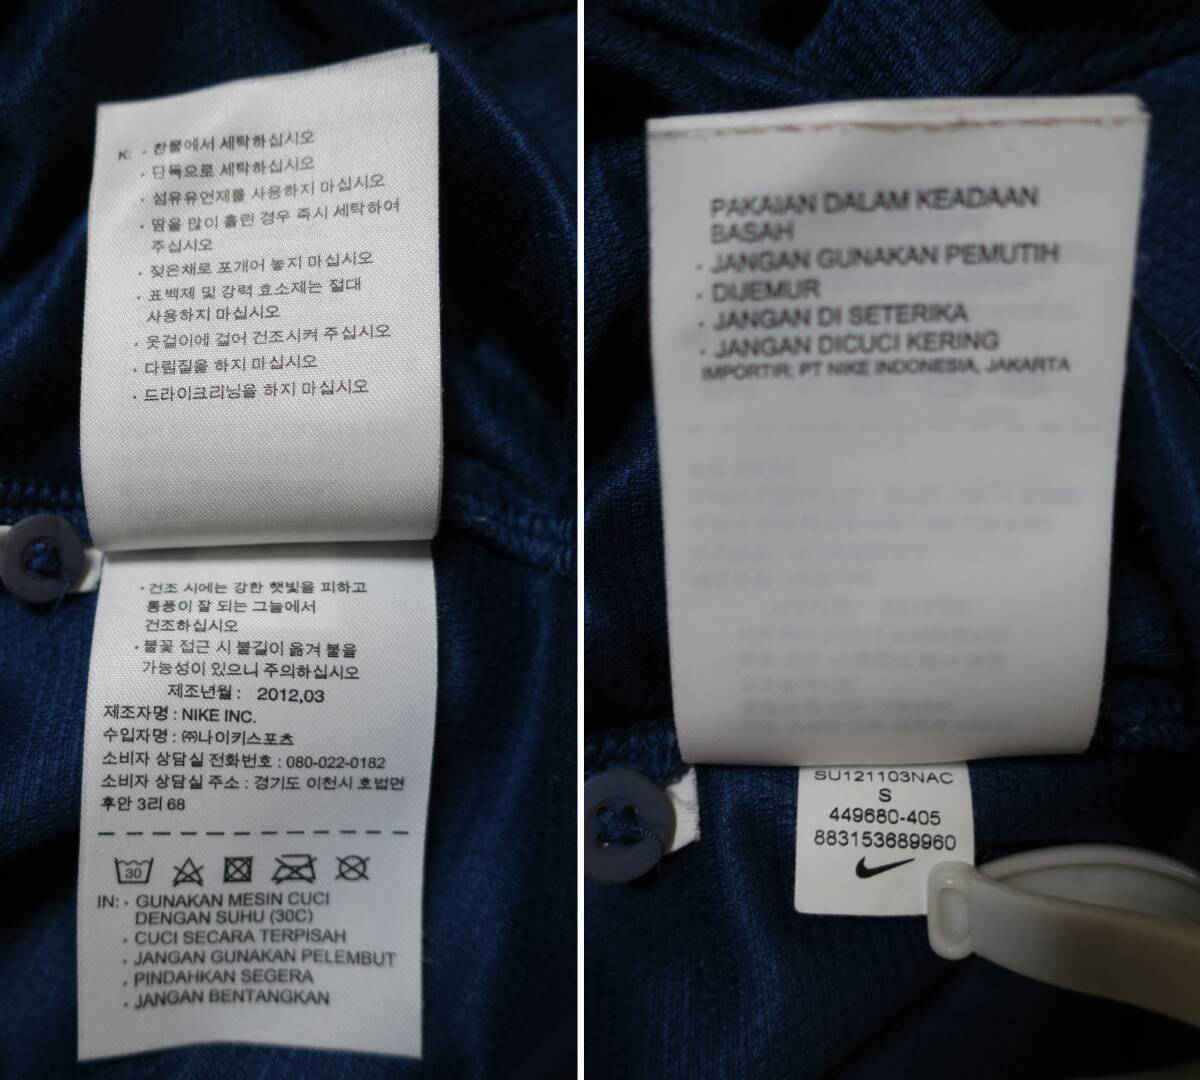 K: · 찬물에서 세탁하십시오
· 단독으로 세탁하십시오
· 섬유유연제를 사용하지 마십시오
· 땀을 많이 흘린 경우 즉시 세탁하여
주십시오
· 젖은채로 포개어 놓지 마십시오
· 표백제 및 강력 효소제는 절대
사용하지 마십시오
· 옷걸이에 걸어 건조시켜 주십시오
· 다림질을 하지 마십시오
· 드라이크리닝을 하지 마십시오
· 건조 시에는 강한 햇빛을 피하고
통풍이 잘 되는 그늘에서
건조하십시오
· 불꽃 접근 시 불길이 옮겨 붙을
가능성이 있으니 주의하십시오
제조년월 : 2012,03
제조자명 : NIKE INC.
수입자명 : ㈜나이키스포츠
소비자 상담실 전화번호 : 080-022-0182
소비자 상담실 주소 : 경기도 이천시 호법면
후안 3리 68
30
IN: · GUNAKAN MESIN CUCI
DENGAN SUHU (30C)
· CUCI SECARA TERPISAH
· JANGAN GUNAKAN PELEMBUT
· PINDAHKAN SEGERA
· JANGAN BENTANGKAN
PAKAIAN DALAM KEADAAN
BASAH
· JANGAN GUNAKAN PEMUTIH
· DIJEMUR
· JANGAN DI SETERIKA
· JANGAN DICUCI KERING
IMPORTIR: PT NIKE INDONESIA, JAKARTA
SU121103NAC
S
449680-405
883153689960